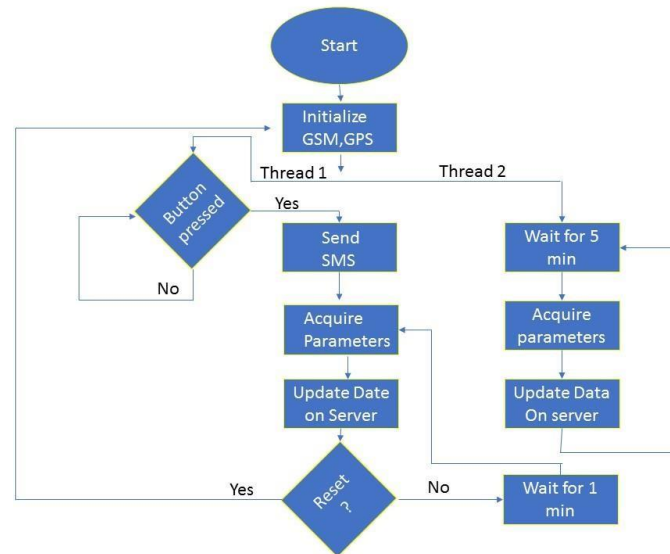 Start
Initialize
GSM,GPS
Thread 1
Thread 2
Button
pressed
Yes
No
Send
SMS
Wait for 5
min
Acquire
Parameters
Acquire
parameters
Update Date
on Server
Update Data
On server
Reset
?
Yes
No
Wait for 1
min